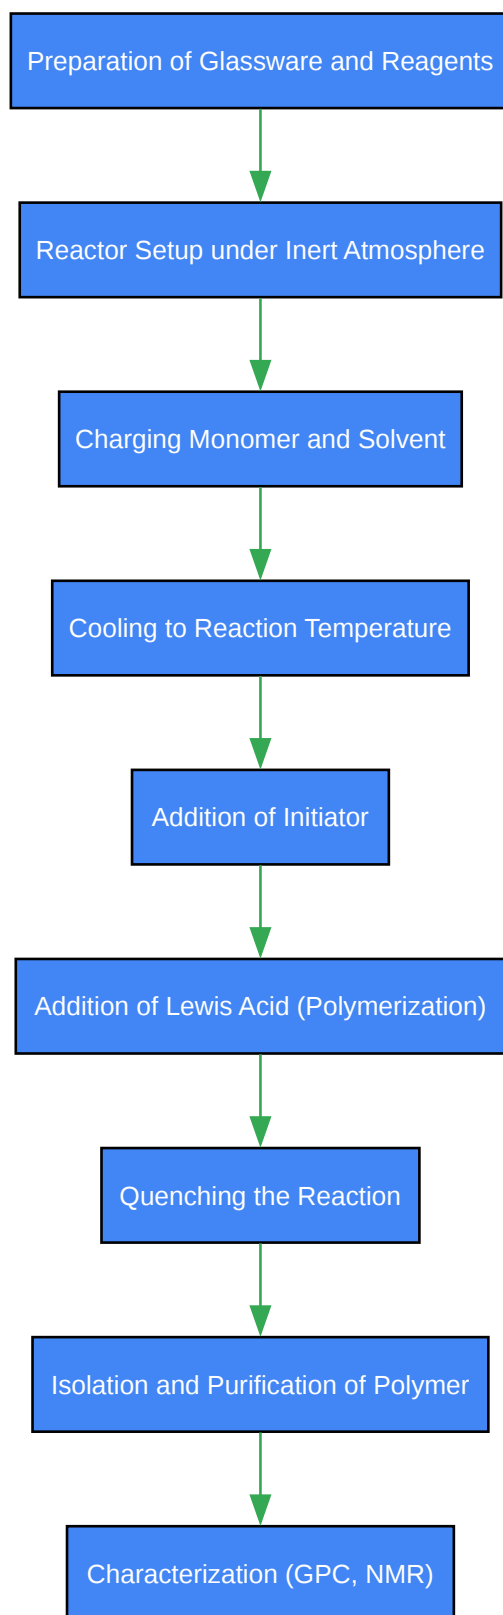 Preparation of Glassware and Reagents
Reactor Setup under Inert Atmosphere
Charging Monomer and Solvent
Cooling to Reaction Temperature
Addition of Initiator
Addition of Lewis Acid (Polymerization)
Quenching the Reaction
Isolation and Purification of Polymer
Characterization (GPC, NMR)